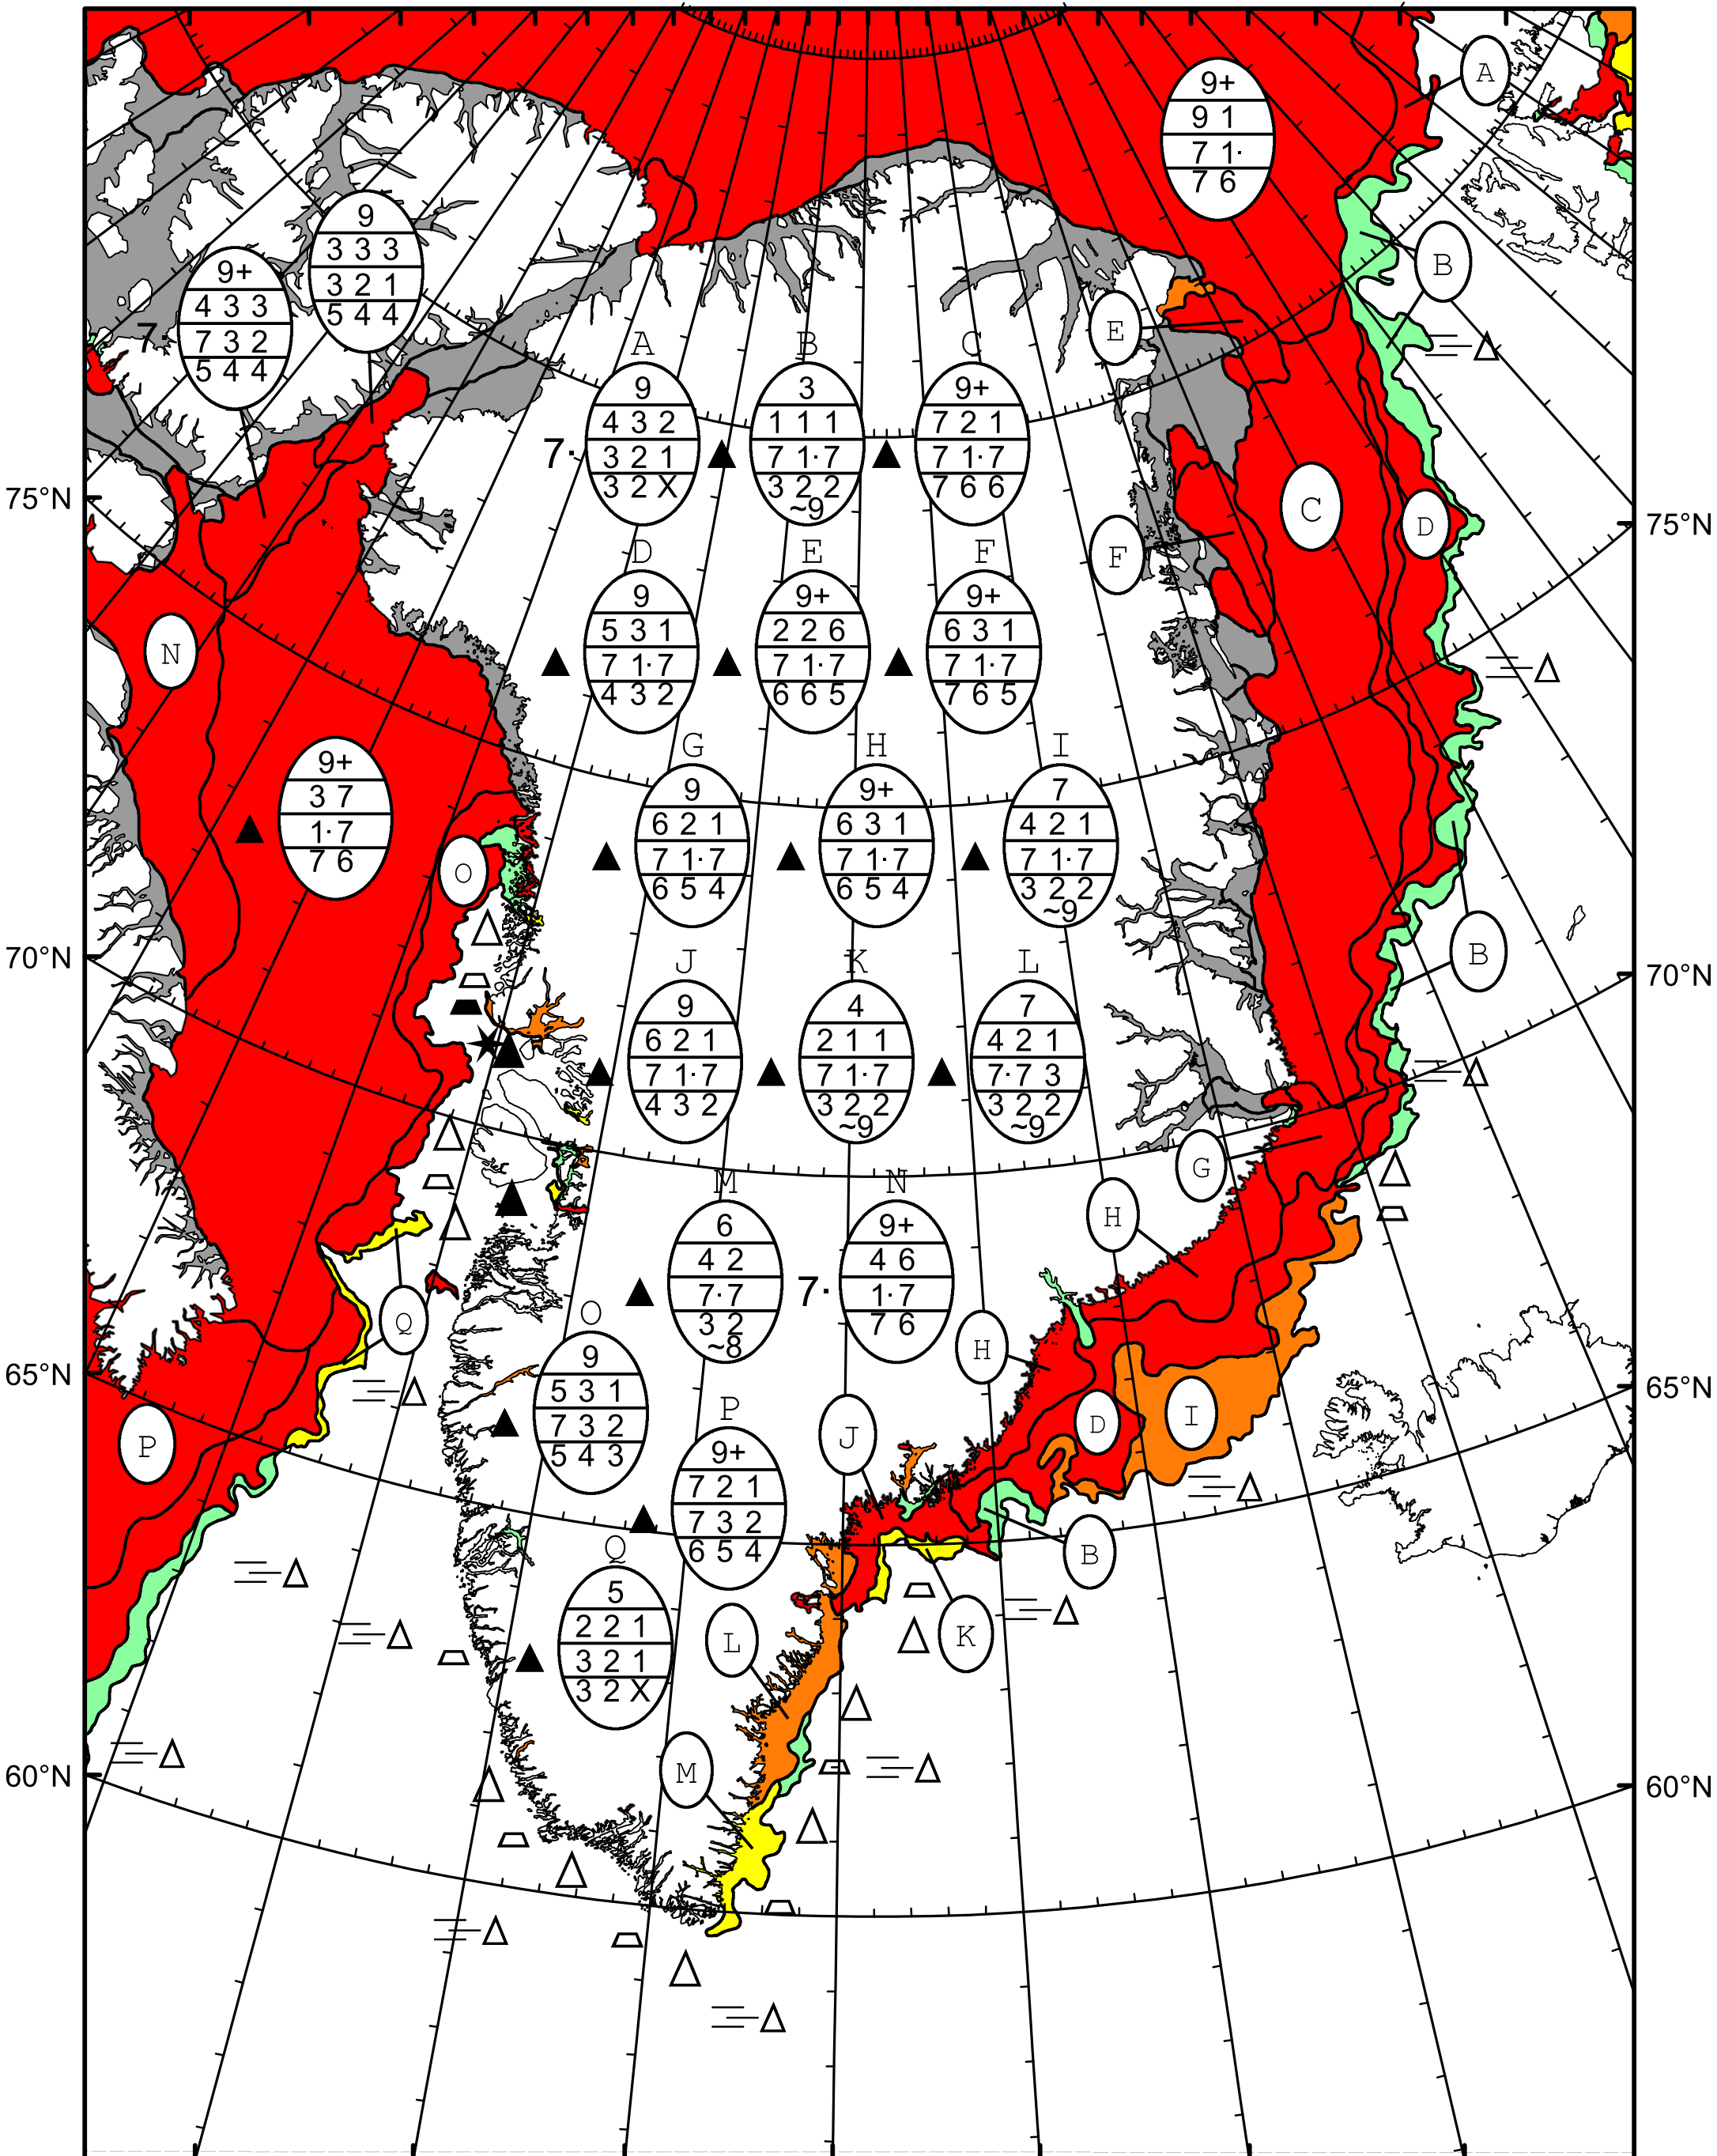 A
9+
9 1
7 1·
7 6
9
3 3 3
3 2 1
5 4 4
9+
4 3 3
7· 7 3 2
5 4 4
B
E
A
9
4 3 2
7· 3 2 1
3 2 X
B
3
1 1 1
7 1·7
3 2 2
~9
C
9+
7 2 1
7 1·7
7 6 6
75°N
C
D
75°N
F
D
9
5 3 1
7 1·7
4 3 2
E
9+
2 2 6
7 1·7
6 6 5
F
9+
6 3 1
7 1·7
7 6 5
N
9+
3 7
1·7
7 6
G
9
6 2 1
7 1·7
6 5 4
H
9+
6 3 1
7 1·7
6 5 4
I
7
4 2 1
7 1·7
3 2 2
~9
O
B
70°N
70°N
J
9
6 2 1
7 1·7
4 3 2
K
4
2 1 1
7 1·7
3 2 2
~9
L
7
4 2 1
7·7 3
3 2 2
~9
G
H
M
6
4 2
7·7
3 2
~8
N
9+
4 6
7· 1·7
7 6
Q
H
65°N
65°N
O
9
5 3 1
7 3 2
5 4 3
P
J
D
I
P
9+
7 2 1
7 3 2
6 5 4
B
Q
5
2 2 1
3 2 1
3 2 X
L
K
M
60°N
60°N